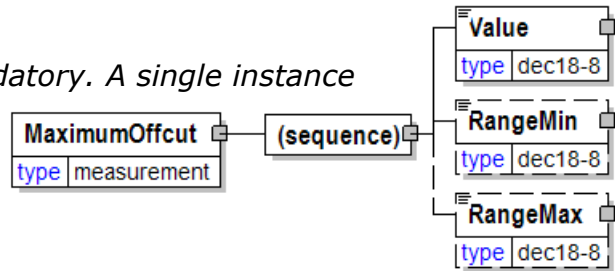 Value
type dec18-8
datory. A single instance
RangeMin
MaximumOffcut (sequence)
type measurement
type dec18-8
RangeMax
type dec18-8